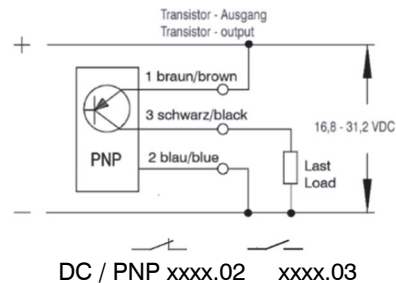 Transistor - Ausgang
Transistor - output
+
1 braun/brown
3 schwarz/black
16,8 - 31,2 VDC
PNP
2 blau/blue
Last
Load
–
DC / PNP xxxx.02 xxxx.03